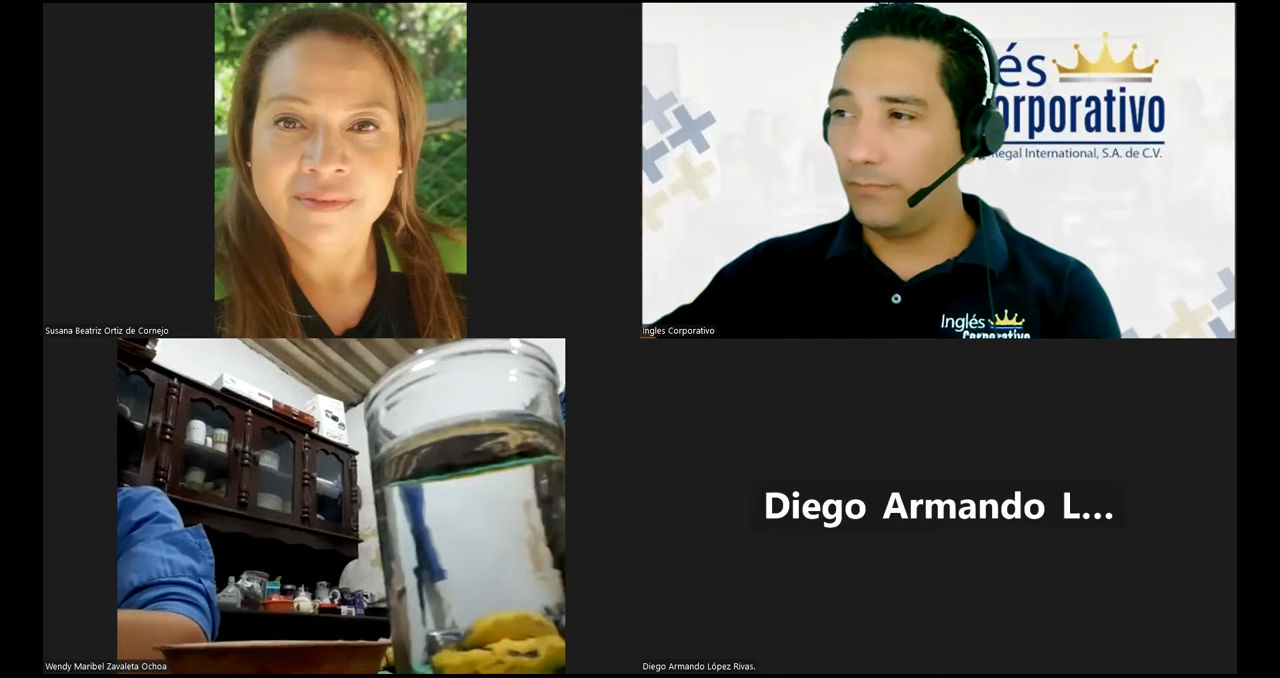 és
orporativo
Regal International, S.A. de C.V.
Inglés
Corporativo
Susana Beatriz Ortiz de Cornejo
Ingles Corporativo
Diego Armando L...
Wendy Maribel Zavaleta Ochoa
Diego Armando López Rivas.